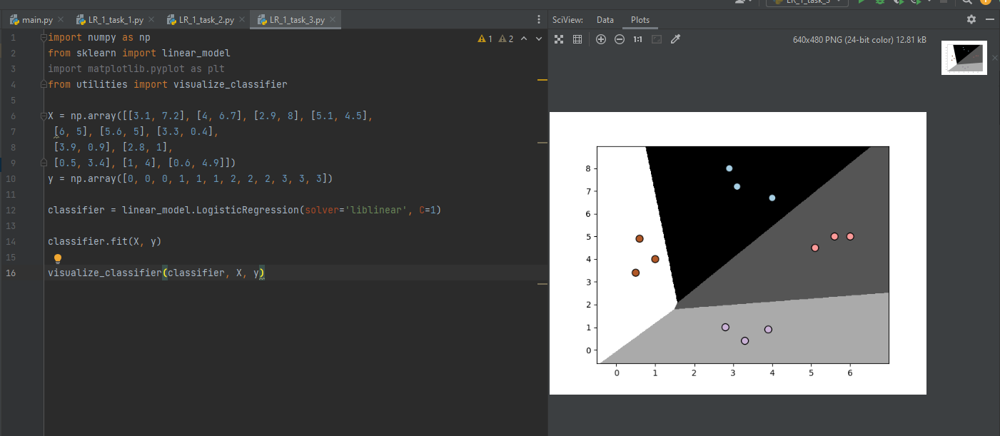 LR_1_task_3
main.py LR_1_task_1.py LR_1_task_2.py LR_1_task_3.py
SciView: Data Plots
1 import numpy as np
2 from sklearn import linear_model
3 import matplotlib.pyplot as plt
4 from utilities import visualize_classifier
5
6 X = np.array([[3.1, 7.2], [4, 6.7], [2.9, 8], [5.1, 4.5],
7 [6, 5], [5.6, 5], [3.3, 0.4],
8 [3.9, 0.9], [2.8, 1],
9 [0.5, 3.4], [1, 4], [0.6, 4.9]])
10 y = np.array([0, 0, 0, 1, 1, 1, 2, 2, 2, 3, 3, 3])
11
12 classifier = linear_model.LogisticRegression(solver='liblinear', C=1)
13
14 classifier.fit(X, y)
15
16 visualize_classifier(classifier, X, y)
1 2
1:1
640x480 PNG (24-bit color) 12.81 kB
8
7
6
5
4
3
2
1
0
0 1 2 3 4 5 6